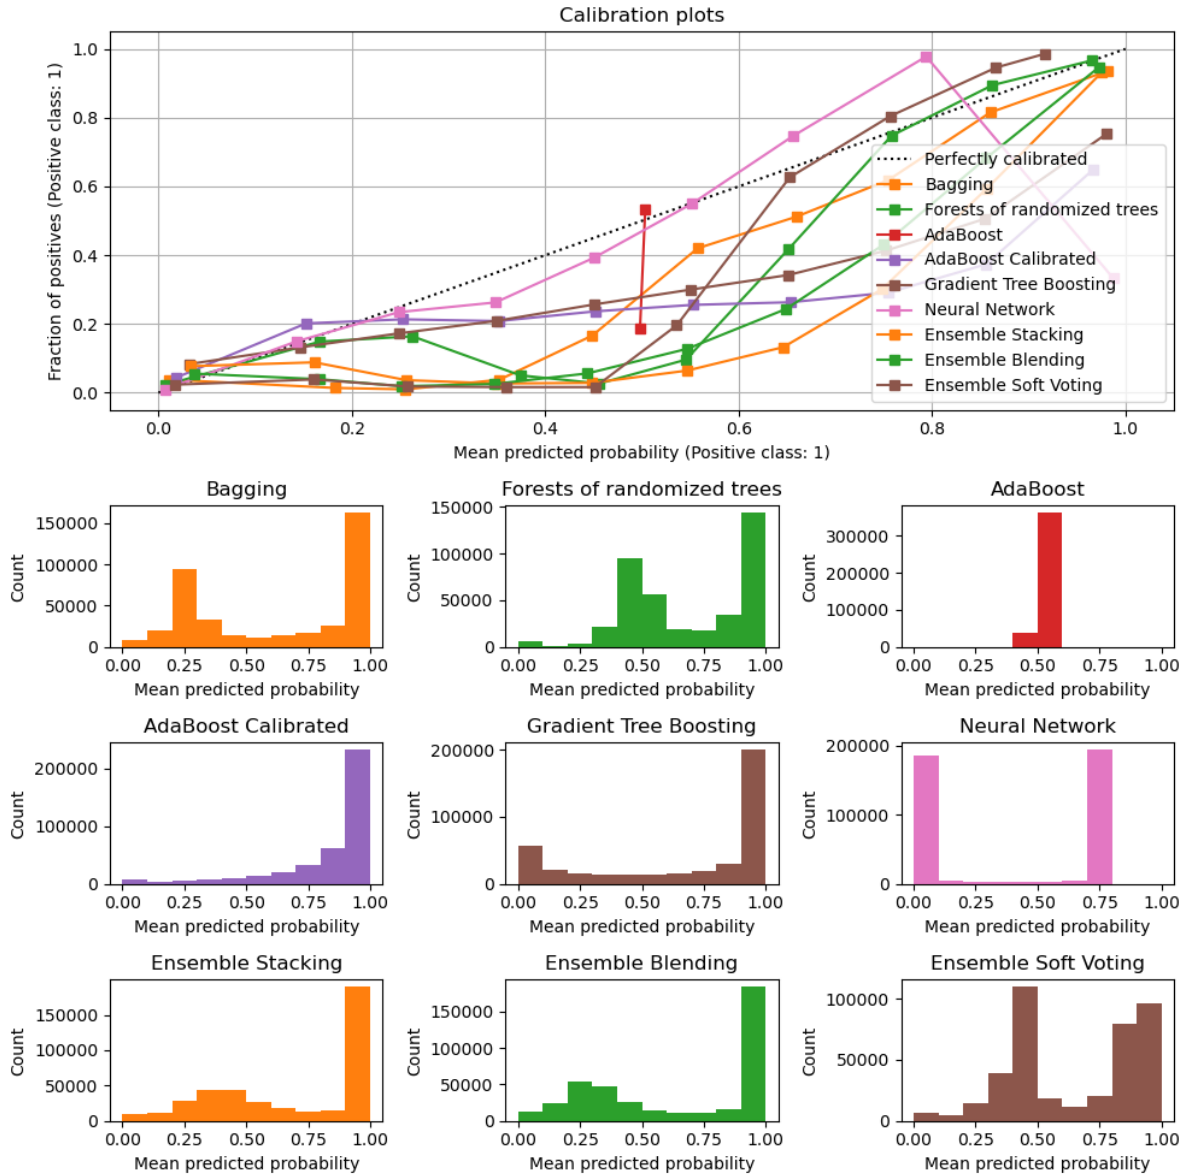 Calibration plots
Fraction of positives (Positive class: 1)
1.0
0.8
0.6
0.4
0.2
0.0
Perfectly calibrated
Bagging
Forests of randomized trees
AdaBoost
AdaBoost Calibrated
Gradient Tree Boosting
Neural Network
Ensemble Stacking
Ensemble Blending
Ensemble Soft Voting
0.0 0.2 0.4 0.6 0.8 1.0
Mean predicted probability (Positive class: 1)
Bagging
Count
150000
100000
50000
0
0.00 0.25 0.50 0.75 1.00
Mean predicted probability
Forests of randomized trees
Count
150000
100000
50000
0
0.00 0.25 0.50 0.75 1.00
Mean predicted probability
AdaBoost
Count
300000
200000
100000
0
0.00 0.25 0.50 0.75 1.00
Mean predicted probability
AdaBoost Calibrated
Count
200000
100000
0
0.00 0.25 0.50 0.75 1.00
Mean predicted probability
Gradient Tree Boosting
Count
200000
100000
0
0.00 0.25 0.50 0.75 1.00
Mean predicted probability
Neural Network
Count
200000
100000
0
0.00 0.25 0.50 0.75 1.00
Mean predicted probability
Ensemble Stacking
Count
150000
100000
50000
0
0.00 0.25 0.50 0.75 1.00
Mean predicted probability
Ensemble Blending
Count
150000
100000
50000
0
0.00 0.25 0.50 0.75 1.00
Mean predicted probability
Ensemble Soft Voting
Count
100000
50000
0
0.00 0.25 0.50 0.75 1.00
Mean predicted probability